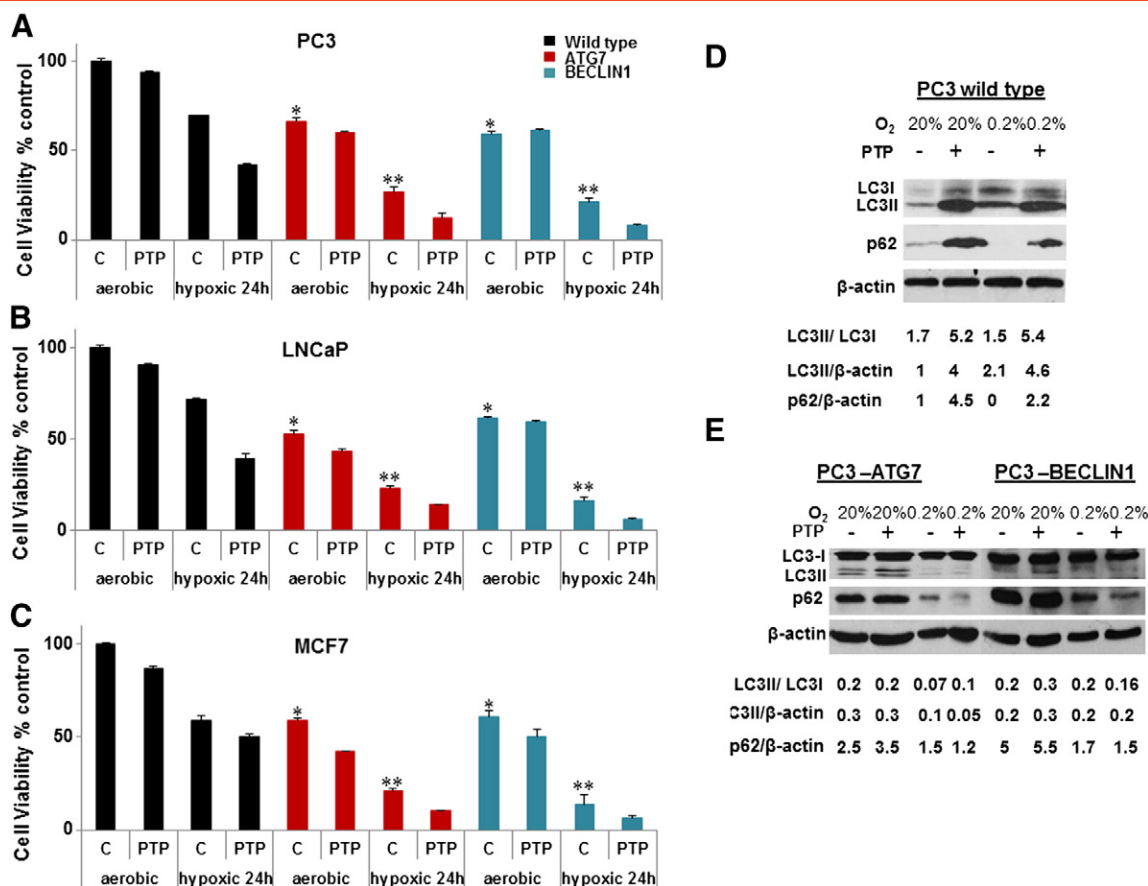 A
PC3
Wild type
ATG7
BECLIN1
Cell Viability % control
100
50
0
*
**
*
**
C PTP C PTP C PTP C PTP C PTP C PTP
aerobic hypoxic 24h aerobic hypoxic 24h aerobic hypoxic 24h
B
LNCaP
Cell Viability % control
100
50
0
*
**
*
**
C PTP C PTP C PTP C PTP C PTP C PTP
aerobic hypoxic 24h aerobic hypoxic 24h aerobic hypoxic 24h
C
MCF7
Cell Viability % control
100
50
0
*
**
*
**
C PTP C PTP C PTP C PTP C PTP C PTP
aerobic hypoxic 24h aerobic hypoxic 24h aerobic hypoxic 24h
D
PC3 wild type
O2 20% 20% 0.2% 0.2%
PTP - + - +
LC3I
LC3II
p62
β-actin
LC3II/ LC3I 1.7 5.2 1.5 5.4
LC3II/β-actin 1 4 2.1 4.6
p62/β-actin 1 4.5 0 2.2
E
PC3 –ATG7 PC3 –BECLIN1
O2 20% 20% 0.2% 0.2% 20% 20% 0.2% 0.2%
PTP - + - + - + - +
LC3-I
LC3II
p62
β-actin
LC3II/ LC3I 0.2 0.2 0.07 0.1 0.2 0.3 0.2 0.16
C3II/β-actin 0.3 0.3 0.1 0.05 0.2 0.3 0.2 0.2
p62/β-actin 2.5 3.5 1.5 1.2 5 5.5 1.7 1.5